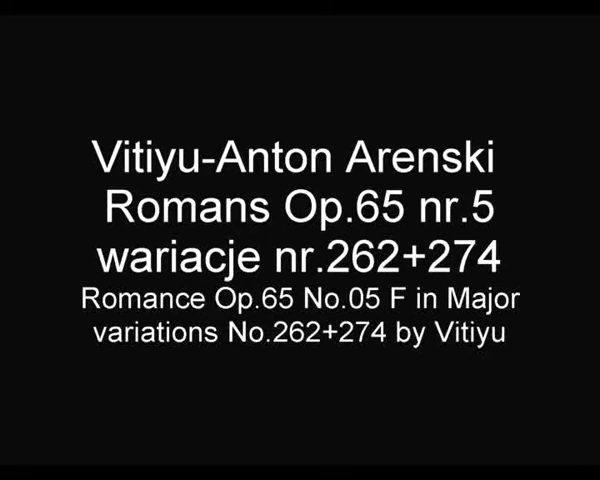 Vitiyu-Anton Arenski
Romans Op.65 nr.5
wariacje nr.262+274
Romance Op.65 No.05 F in Major
variations No.262+274 by Vitiyu